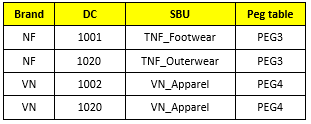 Brand DC SBU Peg table
NF 1001 TNF_Footwear PEG3
NF 1020 TNF_Outerwear PEG3
VN 1002 VN_Apparel PEG4
VN 1020 VN_Apparel PEG4